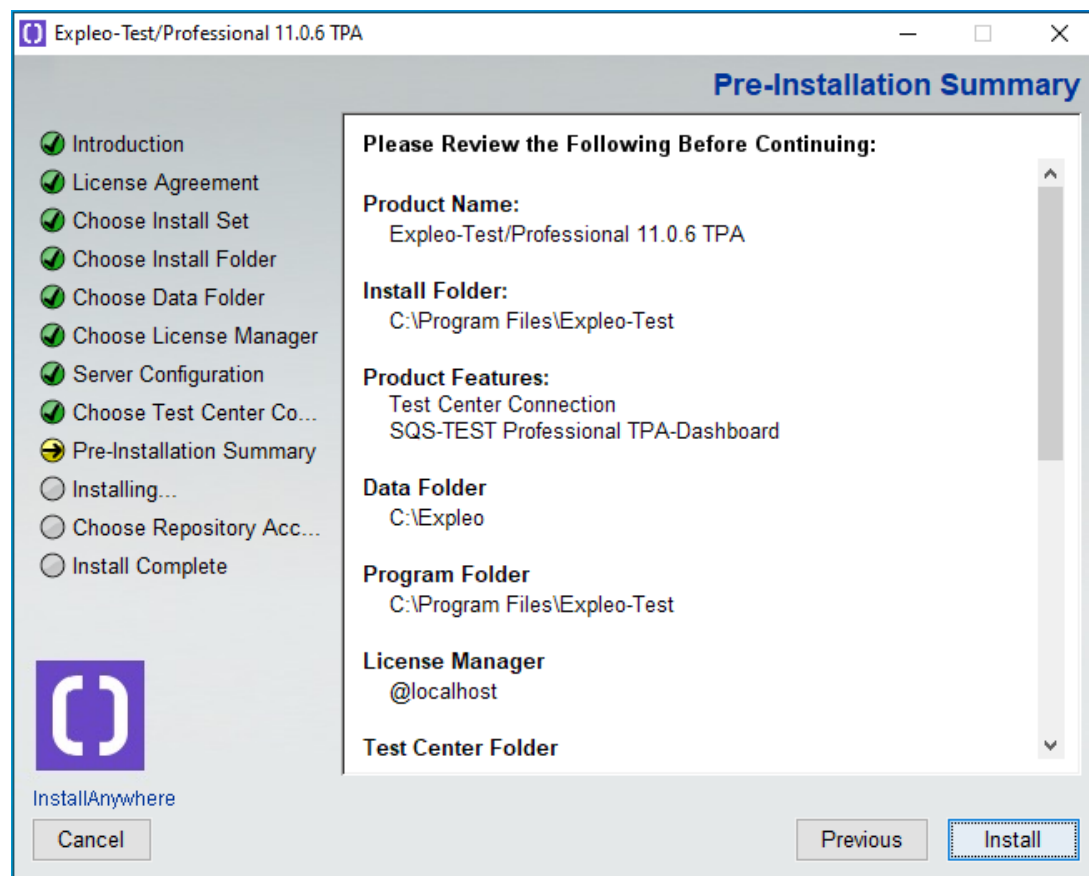 Expleo-Test/Professional 11.0.6 TPA
Pre-Installation Summary
Introduction
License Agreement
Choose Install Set
Choose Install Folder
Choose Data Folder
Choose License Manager
Server Configuration
Choose Test Center Co...
Pre-Installation Summary
Installing...
Choose Repository Acc...
Install Complete
Please Review the Following Before Continuing:
Product Name:
Expleo-Test/Professional 11.0.6 TPA
Install Folder:
C:\Program Files\Expleo-Test
Product Features:
Test Center Connection
SQS-TEST Professional TPA-Dashboard
Data Folder
C:\Expleo
Program Folder
C:\Program Files\Expleo-Test
License Manager
@localhost
Test Center Folder
InstallAnywhere
Cancel
Previous
Install